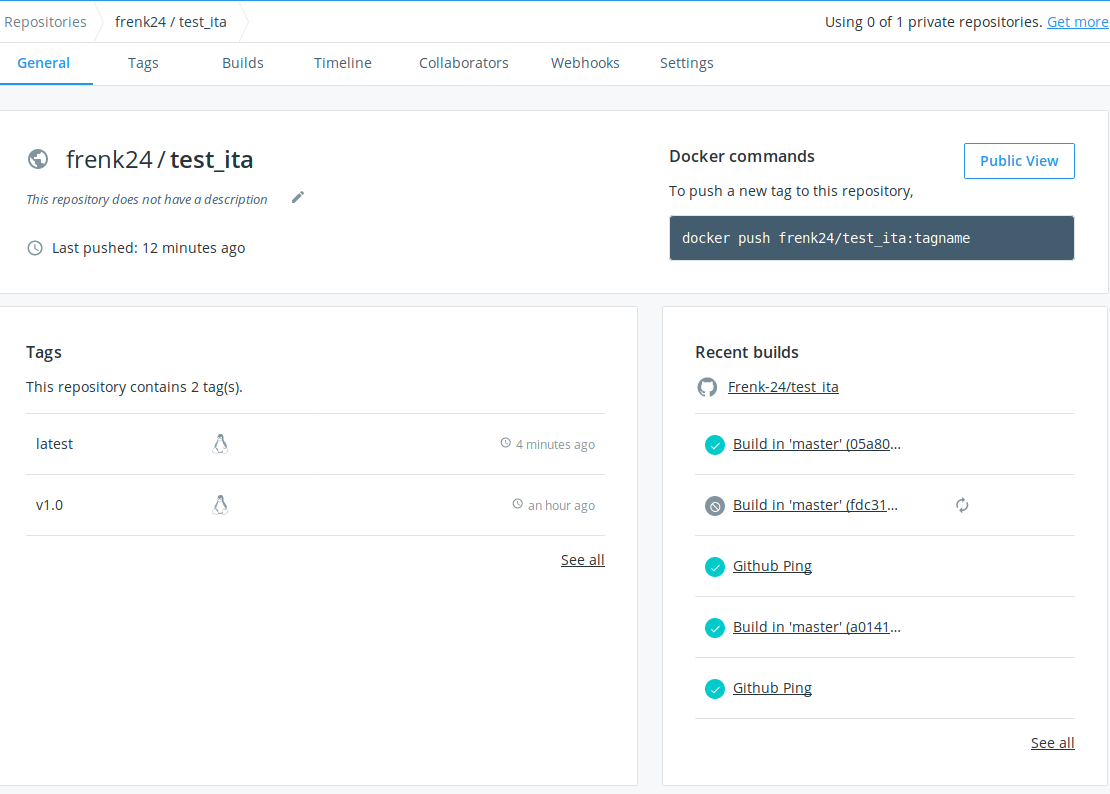 Repositories
frenk24 / test_ita
Using 0 of 1 private repositories. Get more
General
Tags
Builds
Timeline
Collaborators
Webhooks
Settings
frenk24 / test_ita
This repository does not have a description
Last pushed: 12 minutes ago
Docker commands
Public View
To push a new tag to this repository,
docker push frenk24/test_ita:tagname
Tags
This repository contains 2 tag(s).
latest
4 minutes ago
v1.0
an hour ago
See all
Recent builds
Frenk-24/test_ita
Build in 'master' (05a80...
Build in 'master' (fdc31...
Github Ping
Build in 'master' (a0141...
Github Ping
See all